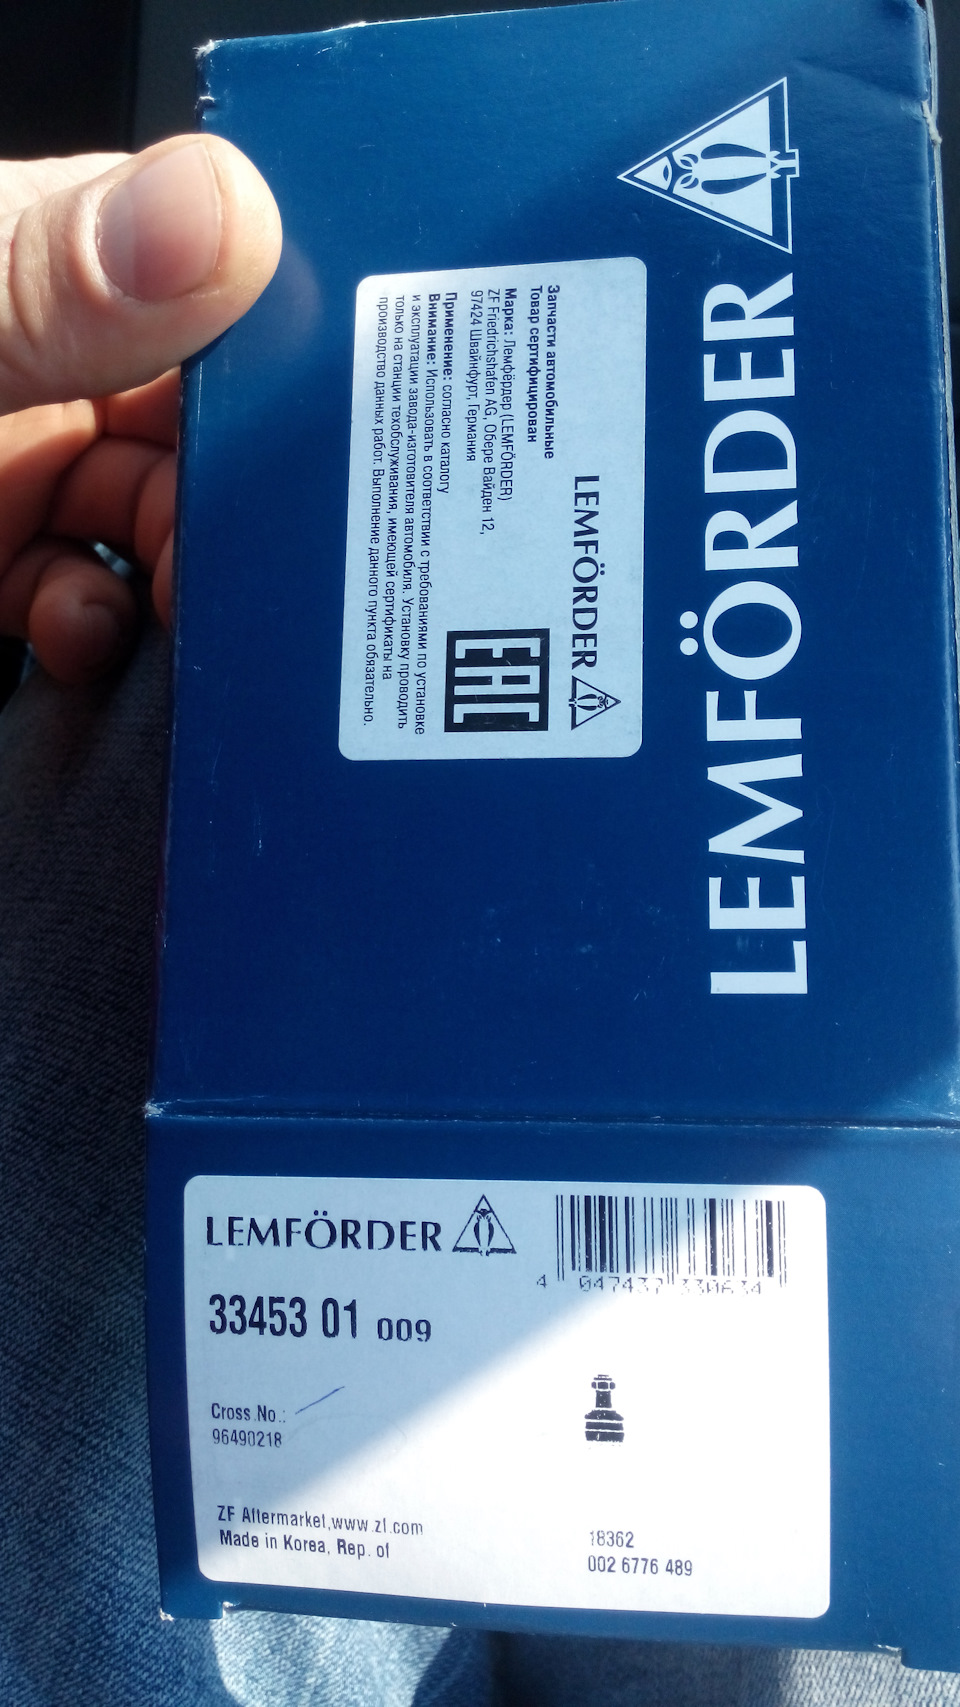 LEMFÖRDER
LEMFÖRDER
Запчасти автомобильные
Товар сертифицирован
Марка: Лемфёрдер (LEMFÖRDER)
ZF Friedrichshafen AG, Обере Вайден 12,
97424 Швайнфурт, Германия
EAC
Применение: согласно каталогу
Внимание: Использовать в соответствии с требованиями по установке
и эксплуатации завода-изготовителя автомобиля. Установку проводить
только на станции техобслуживания, имеющей сертификаты на
производство данных работ. Выполнение данного пункта обязательно.
LEMFÖRDER
4 047437 330634
33453 01 009
Cross.No.:
96490218
ZF Aftermarket,www.zf.com
Made in Korea, Rep. of
18362
002 6776 489